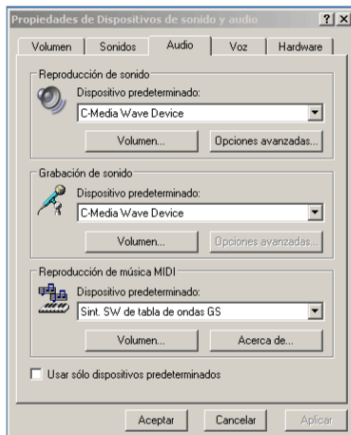 Propiedades de Dispositivos de sonido y audio
Volumen Sonidos Audio Voz Hardware
Reproducción de sonido
Dispositivo predeterminado:
C-Media Wave Device
Volumen... Opciones avanzadas...
Grabación de sonido
Dispositivo predeterminado:
C-Media Wave Device
Volumen... Opciones avanzadas...
Reproducción de música MIDI
Dispositivo predeterminado:
Sint. SW de tabla de ondas GS
Volumen... Acerca de...
Usar sólo dispositivos predeterminados
Aceptar Cancelar Aplicar